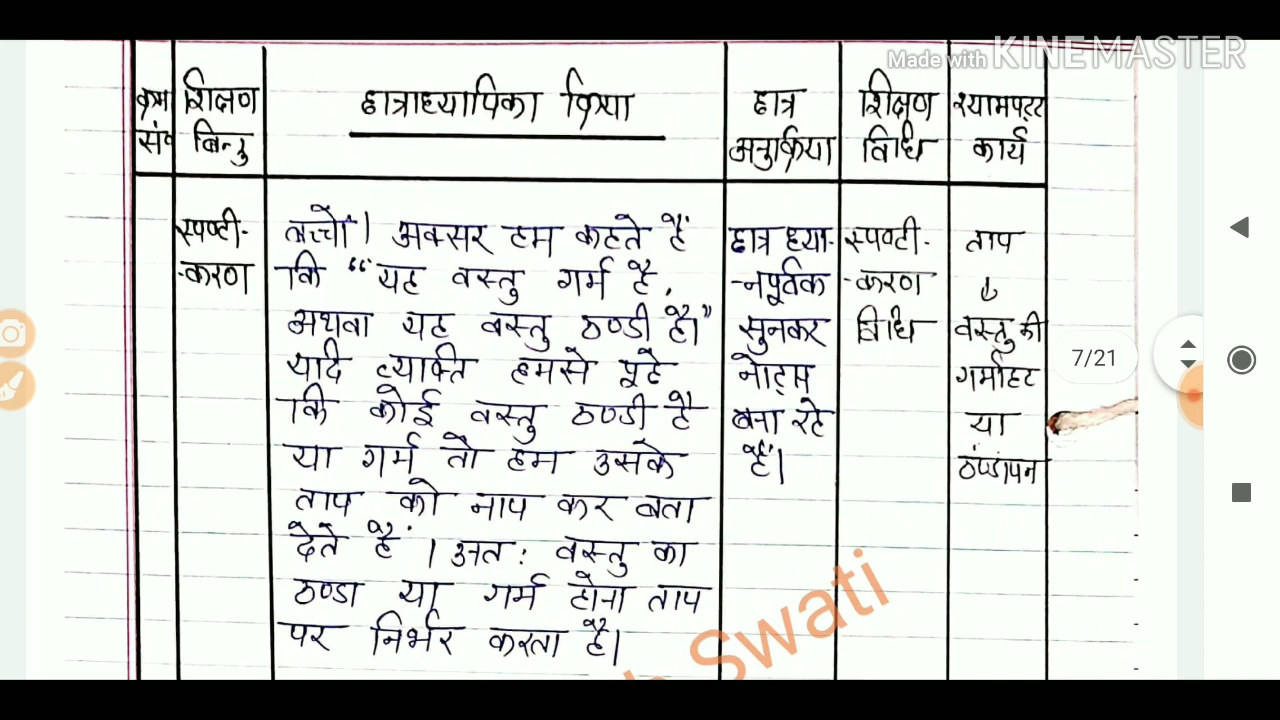 Made with KINEMASTER
क्रम शिक्षण छात्राध्यापिका क्रिया छात्र शिक्षण श्यामपट्ट
सं० बिन्दु अनुक्रिया विधि कार्य
स्पष्टी-
-करण
बच्चों। अक्सर हम कहते हैं
कि “यह वस्तु गर्म है,
अथवा यह वस्तु ठण्डी है।”
यदि व्यक्ति हमसे पूछे
कि कोई वस्तु ठण्डी है
या गर्म तो हम उसके
ताप को नाप कर बता
देते हैं । अत: वस्तु का
ठण्डा या गर्म होना ताप
पर निर्भर करता है।
छात्र ध्या-
-नपूर्वक
सुनकर
नोट्स
बना रहे
हैं।
स्पष्टी-
-करण
विधि
ताप
↓
वस्तु की
गर्माहट
या
ठंण्डापन
7/21
Swati